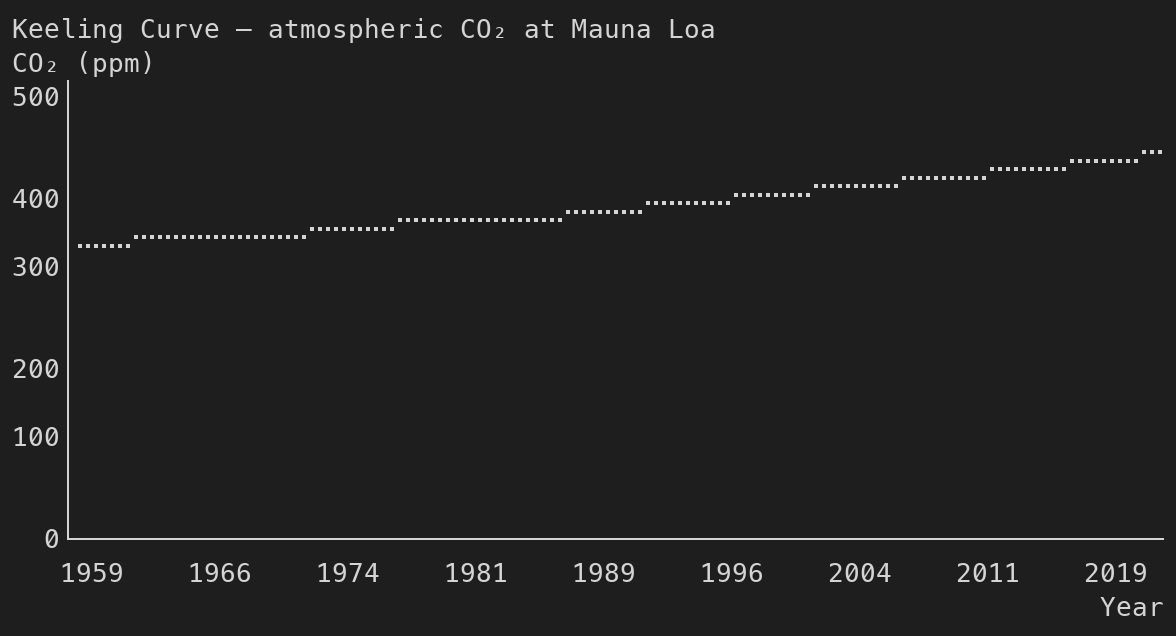 Keeling Curve — atmospheric CO₂ at Mauna Loa
CO₂ (ppm)
500
400
300
200
100
0
1959 1966 1974 1981 1989 1996 2004 2011 2019
Year